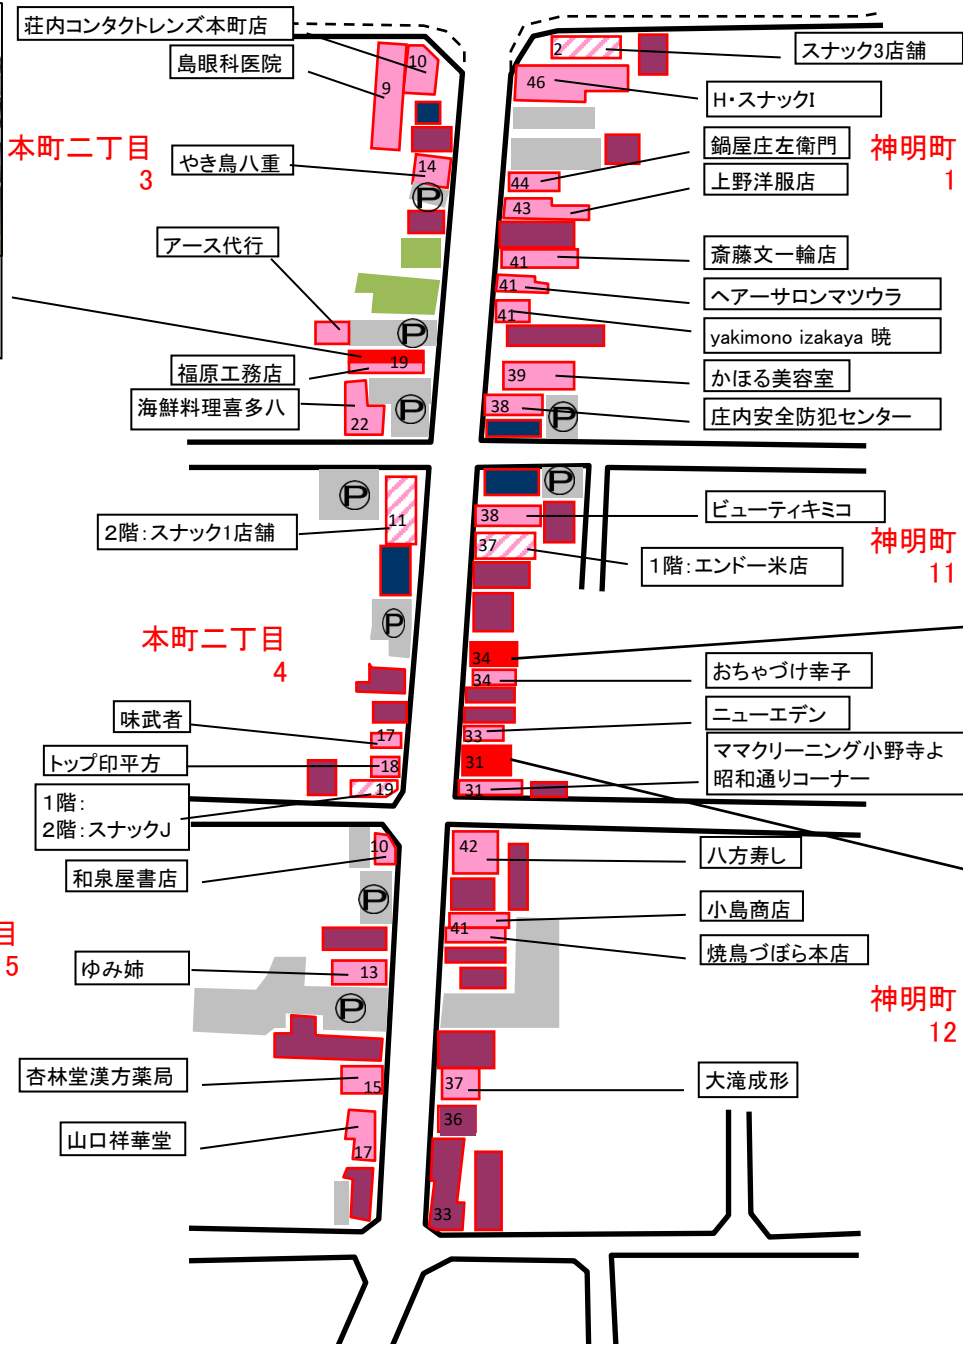 荘内コンタクトレンズ本町店
島眼科医院
10
9
本町二丁目
3
やき鳥八重
14
P
アース代行
P
19
福原工務店
海鮮料理喜多八
22
P
2
スナック3店舗
46
H・スナックI
鍋屋庄左衛門
44
神明町
1
上野洋服店
43
斎藤文一輪店
41
ヘアーサロンマツウラ
41
yakimono izakaya 暁
41
かほる美容室
39
庄内安全防犯センター
38
P
P
11
2階:スナック1店舗
P
本町二丁目
4
味武者
17
トップ印平方
18
1階:
2階:スナックJ
19
P
ビューティキミコ
38
神明町
11
37
1階:エンドー米店
34
おちゃづけ幸子
34
ニューエデン
33
ママクリーニング小野寺よ
昭和通りコーナー
31
31
和泉屋書店
10
P
目
5
ゆみ姉
13
P
杏林堂漢方薬局
15
山口祥華堂
17
八方寿し
42
小島商店
41
焼鳥づぼら本店
神明町
12
大滝成形
37
36
33